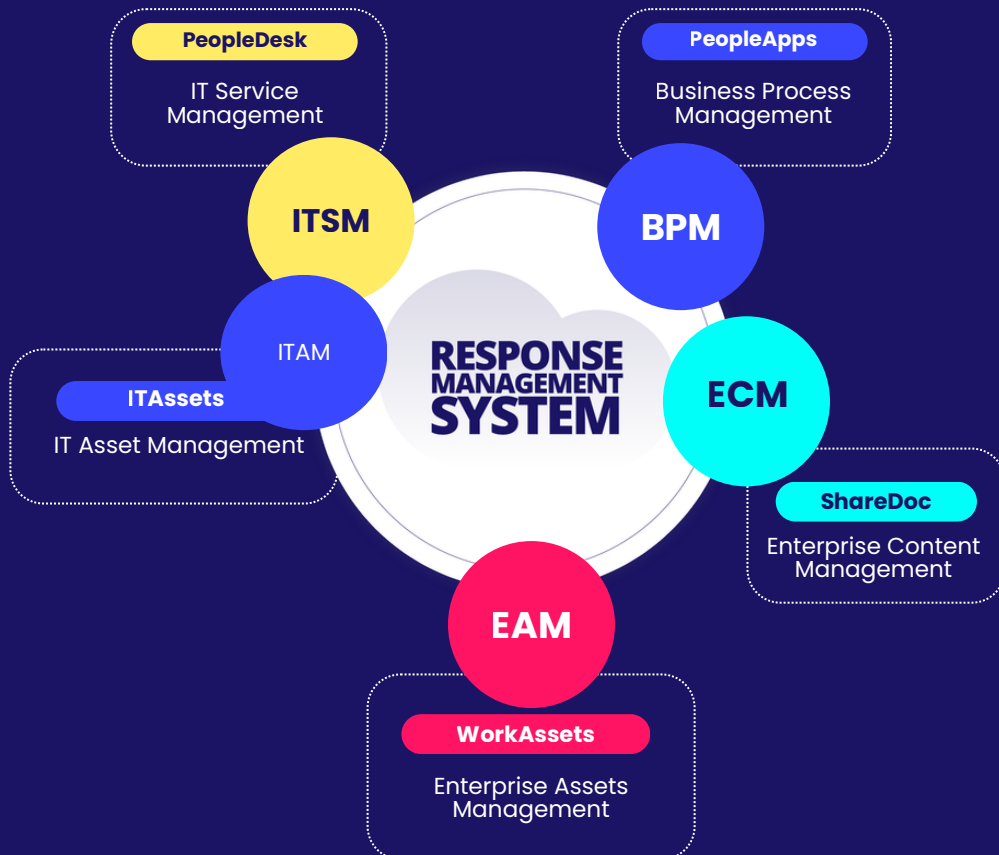 PeopleDesk
IT Service
Management
PeopleApps
Business Process
Management
ITSM
BPM
ITAM
ITAssets
IT Asset Management
RESPONSE
MANAGEMENT
SYSTEM
ECM
ShareDoc
Enterprise Content
Management
EAM
WorkAssets
Enterprise Assets
Management